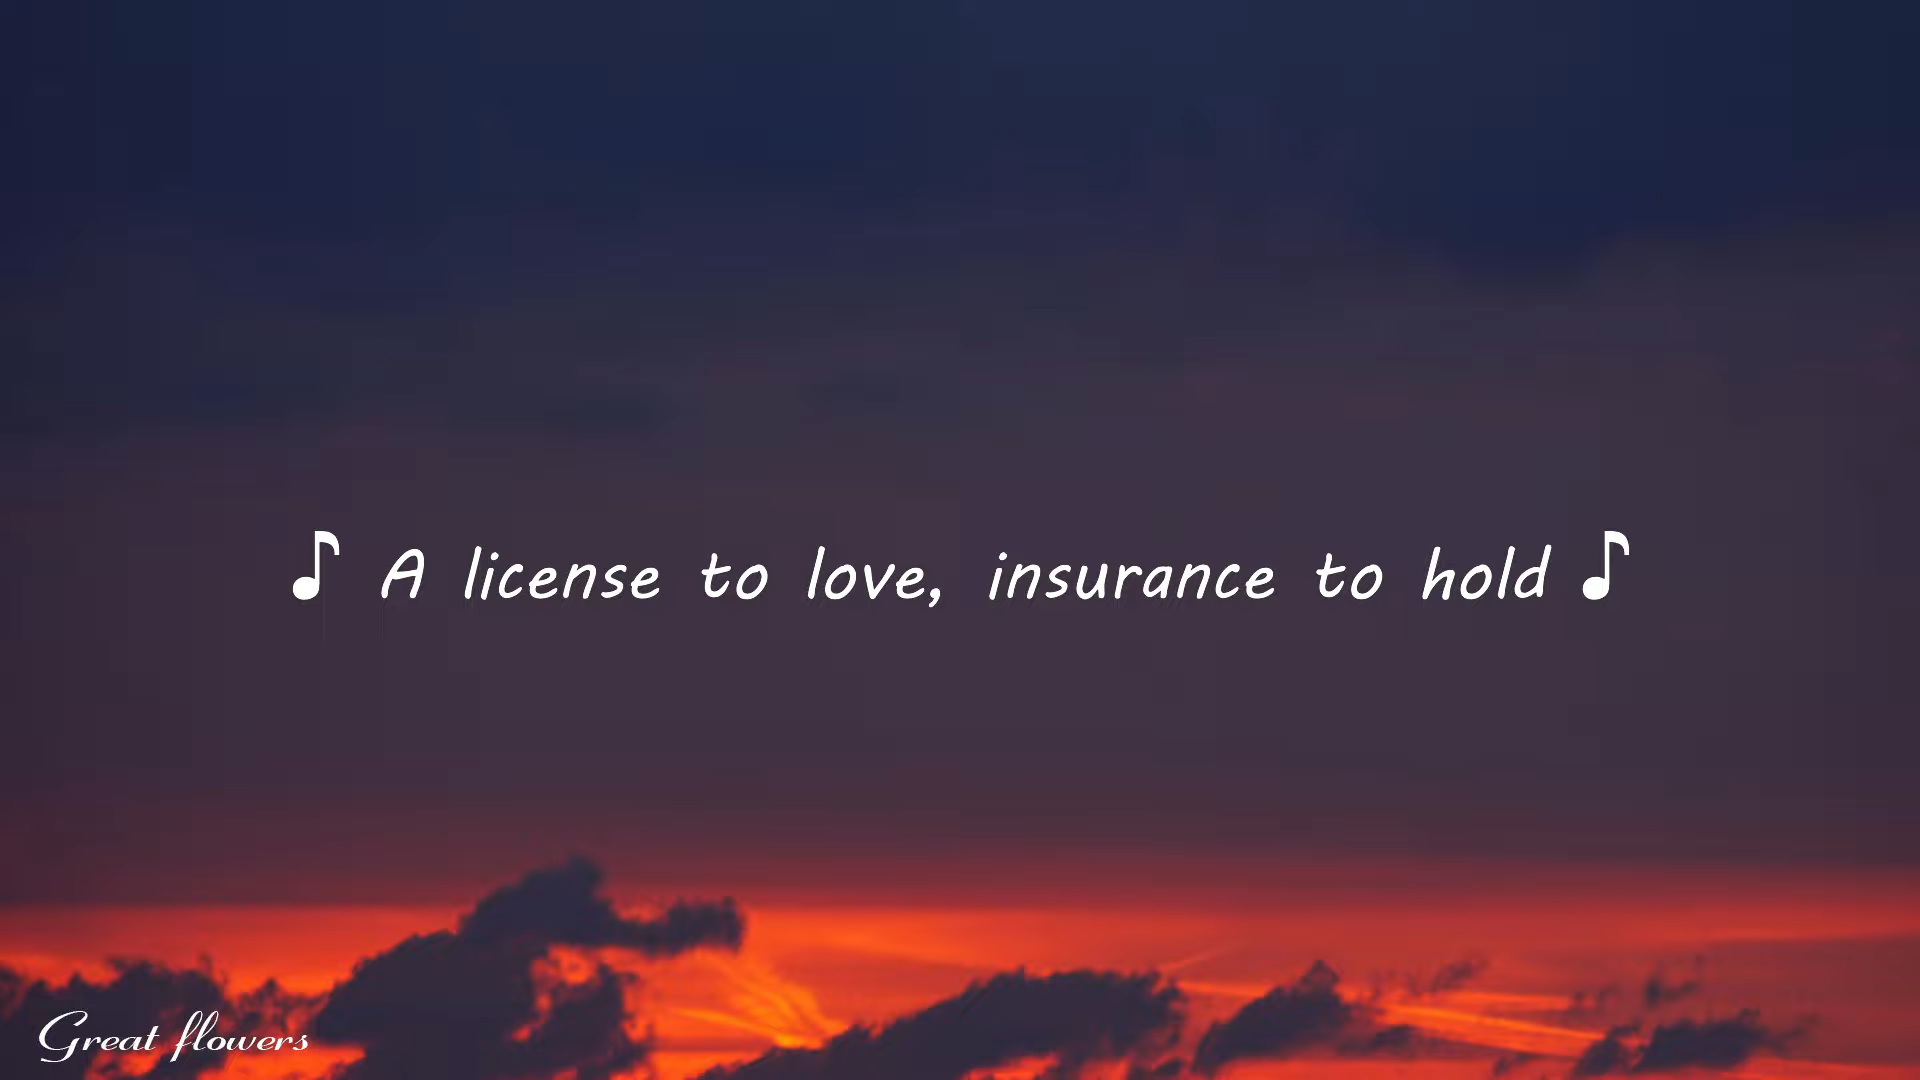 ♪ A license to love, insurance to hold ♪
Great flowers